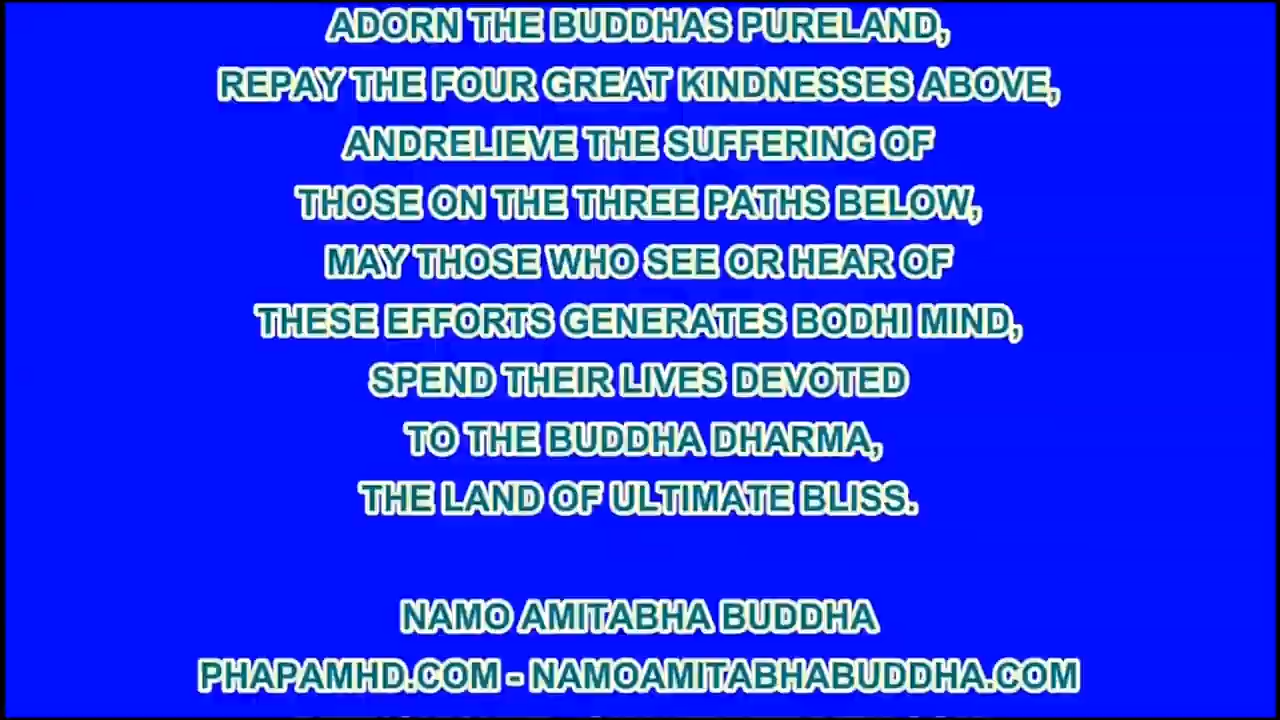 ADORN THE BUDDHAS PURELAND,
REPAY THE FOUR GREAT KINDNESSES ABOVE,
ANDRELIEVE THE SUFFERING OF
THOSE ON THE THREE PATHS BELOW,
MAY THOSE WHO SEE OR HEAR OF
THESE EFFORTS GENERATES BODHI MIND,
SPEND THEIR LIVES DEVOTED
TO THE BUDDHA DHARMA,
THE LAND OF ULTIMATE BLISS.
NAMO AMITABHA BUDDHA
PHAPAMHD.COM - NAMOAMITABHABUDDHA.COM